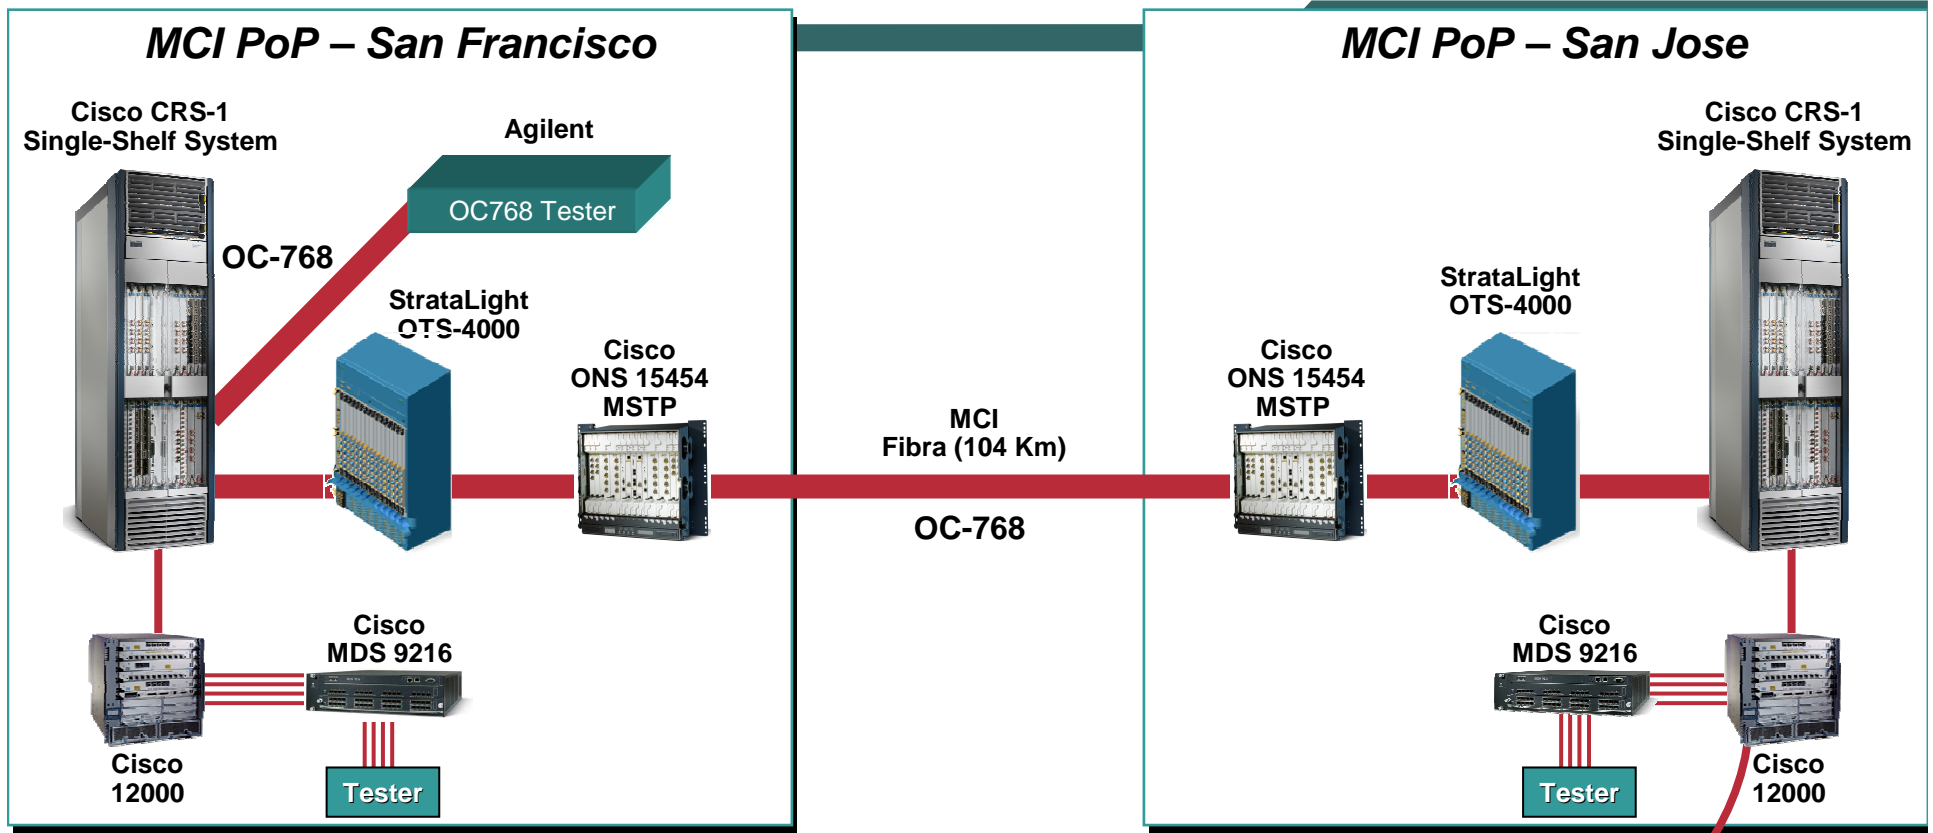 MCI PoP – San Francisco
Cisco CRS-1
Single-Shelf System
Agilent
OC768 Tester
OC-768
StrataLight
OTS-4000
Cisco
ONS 15454
MSTP
Cisco
MDS 9216
Cisco
12000
Tester
MCI
Fibra (104 Km)
OC-768
MCI PoP – San Jose
Cisco CRS-1
Single-Shelf System
StrataLight
OTS-4000
Cisco
ONS 15454
MSTP
Cisco
MDS 9216
Cisco
12000
Tester